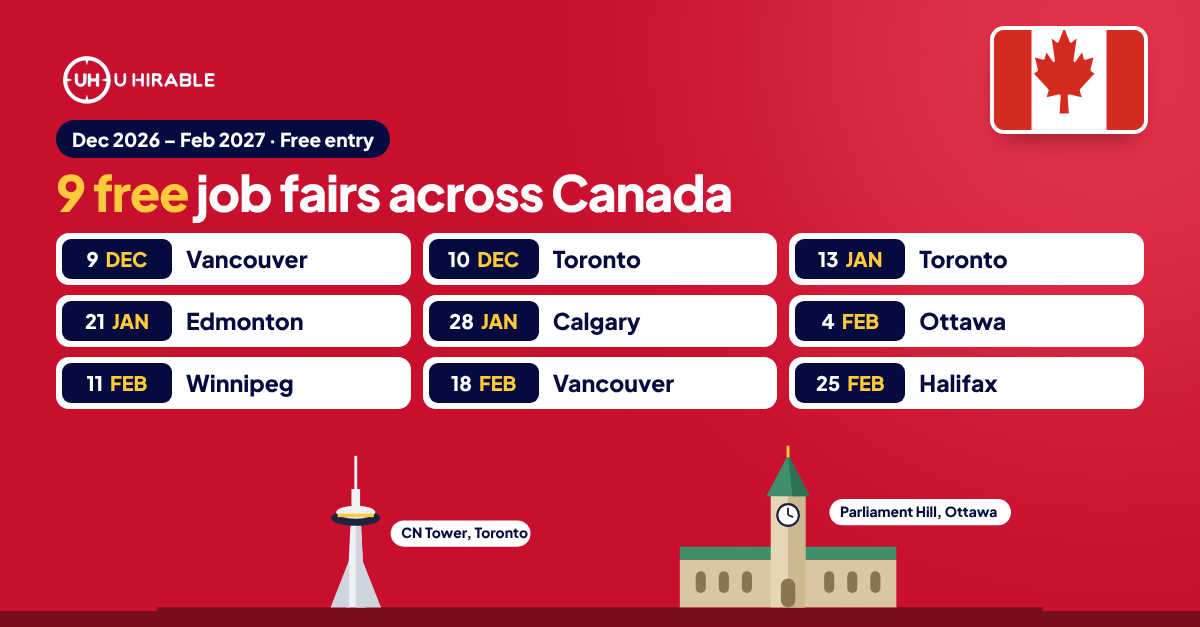 UH U HIRABLE
Dec 2026 – Feb 2027 · Free entry
9 free job fairs across Canada
9 DEC Vancouver
10 DEC Toronto
13 JAN Toronto
21 JAN Edmonton
28 JAN Calgary
4 FEB Ottawa
11 FEB Winnipeg
18 FEB Vancouver
25 FEB Halifax
Parliament Hill, Ottawa
CN Tower, Toronto